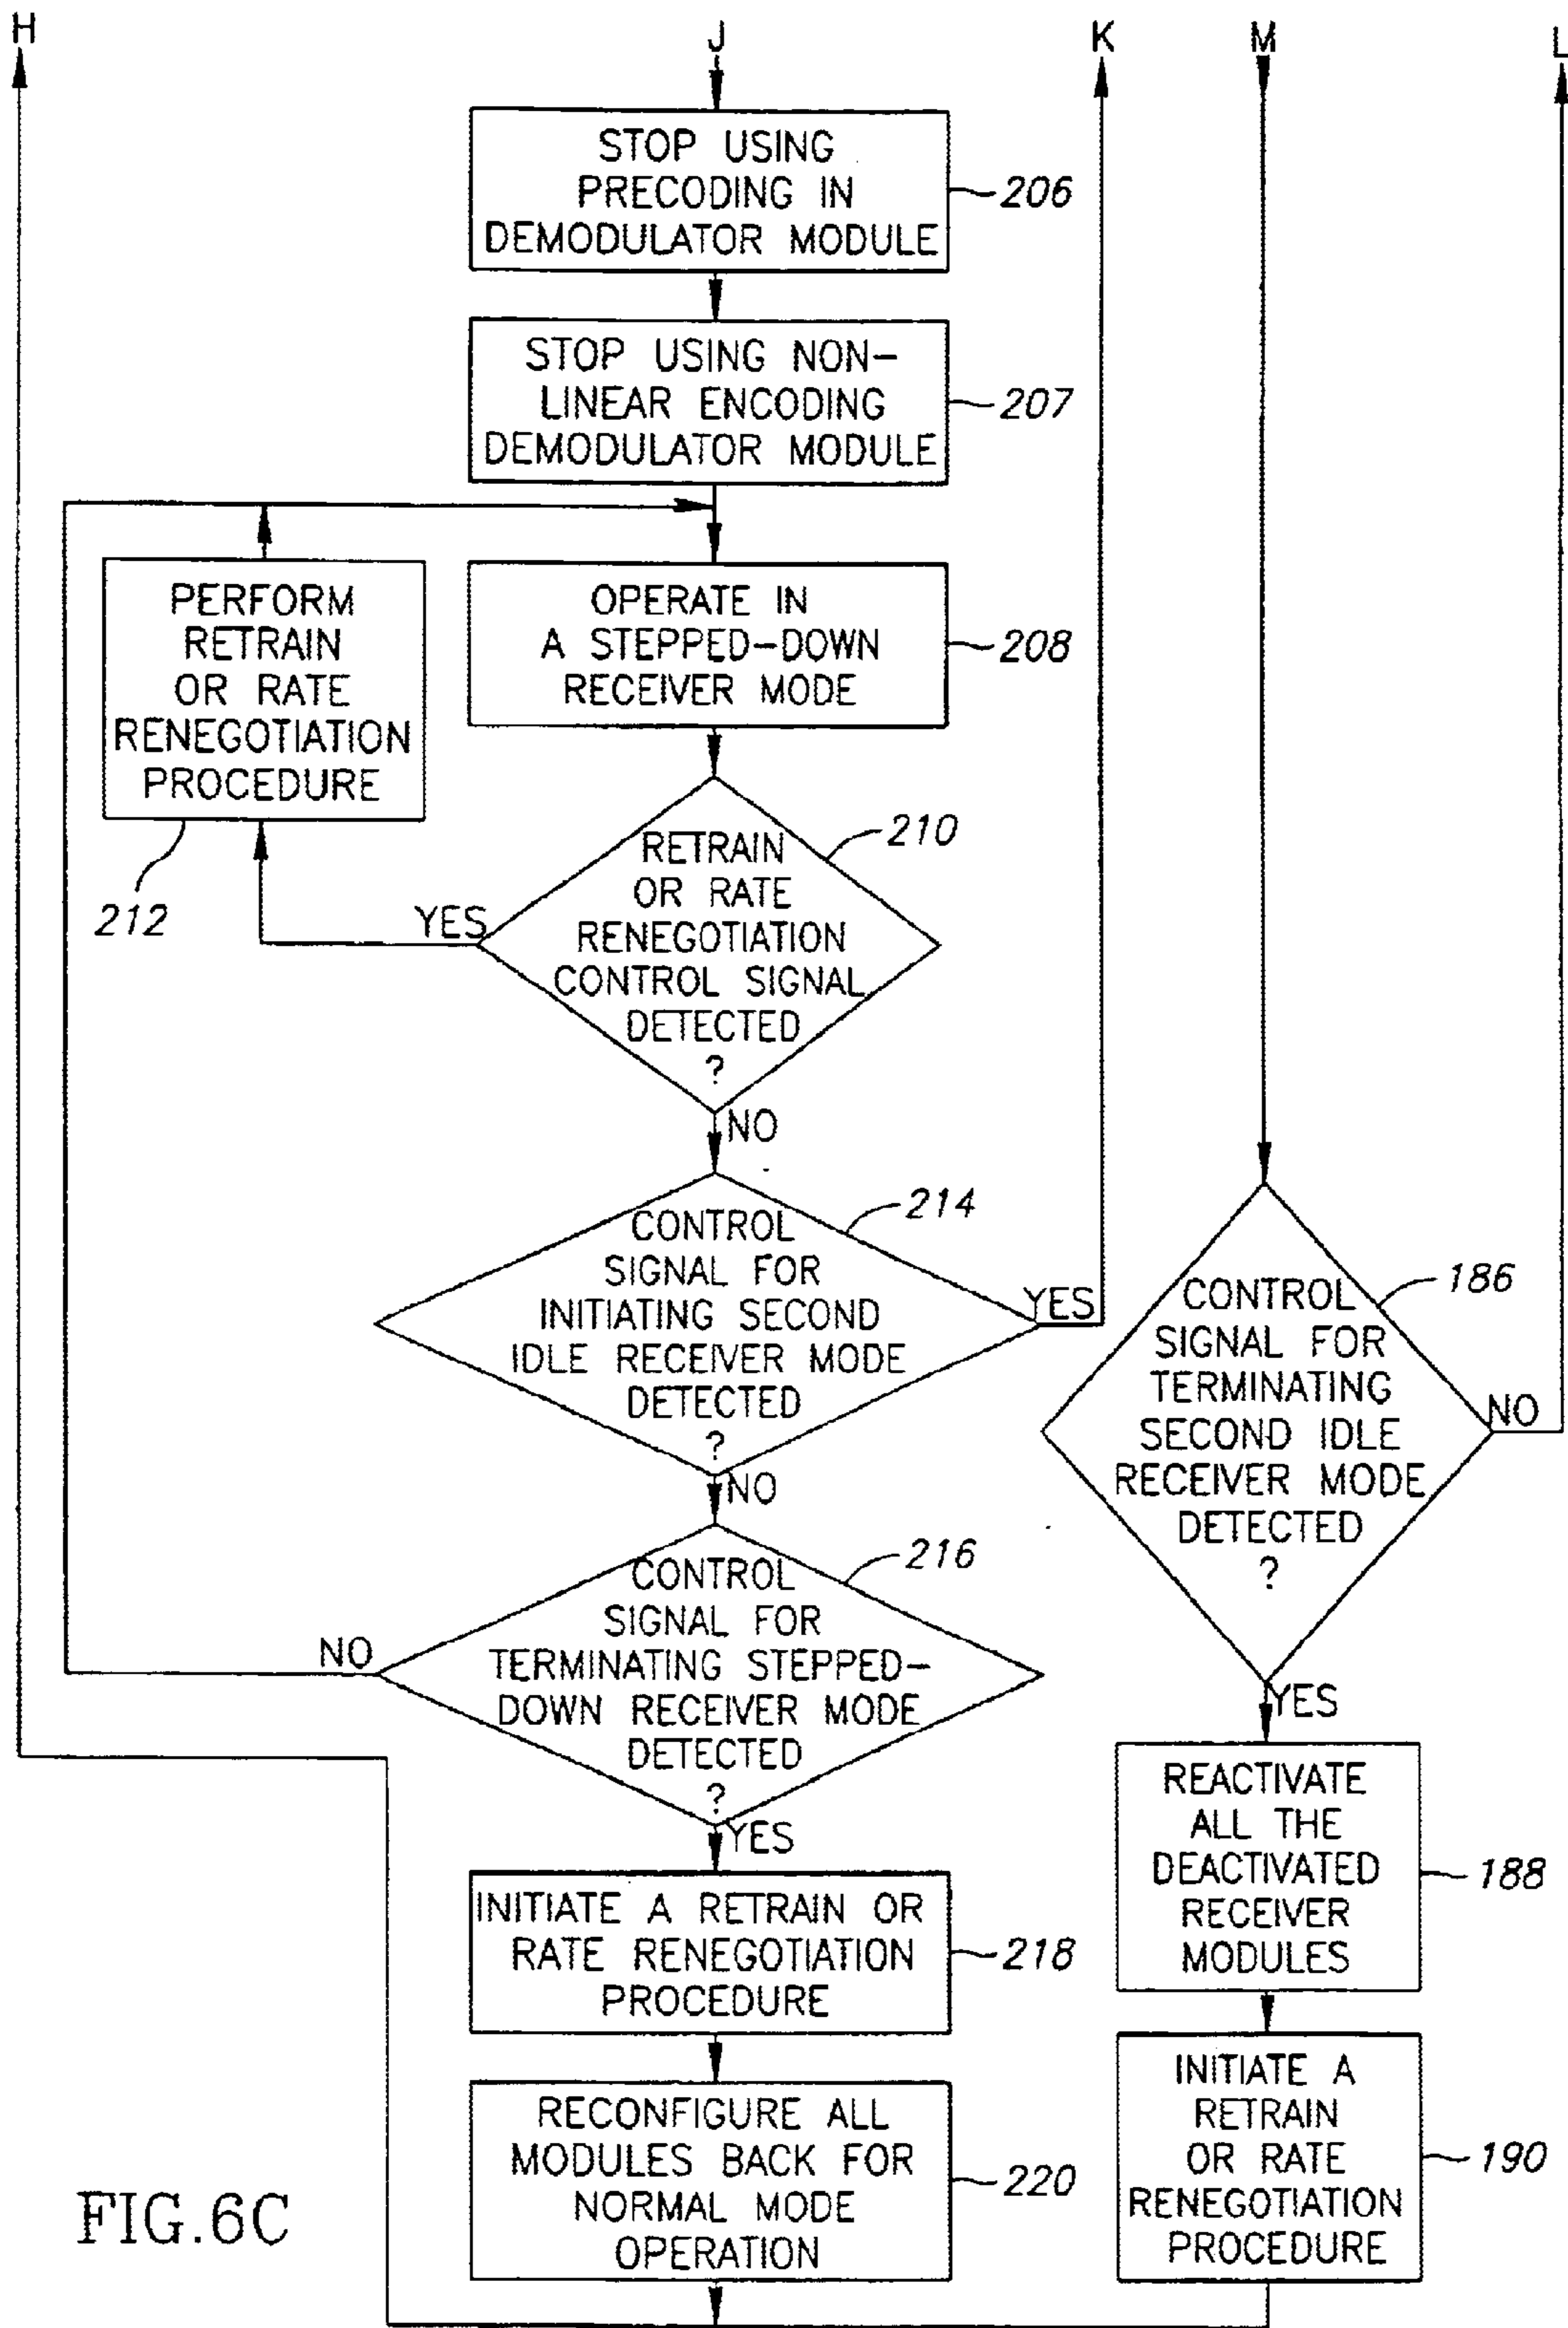 H
J
K
M
L
STOP USING
PRECODING IN
DEMODULATOR MODULE
206
STOP USING NON-
LINEAR ENCODING
DEMODULATOR MODULE
207
PERFORM
RETRAIN
OR RATE
RENEGOTIATION
PROCEDURE
212
OPERATE IN
A STEPPED-DOWN
RECEIVER MODE
208
RETRAIN
OR RATE
RENEGOTIATION
CONTROL SIGNAL
DETECTED
?
210
YES
NO
CONTROL
SIGNAL FOR
INITIATING SECOND
IDLE RECEIVER MODE
DETECTED
?
214
YES
NO
CONTROL
SIGNAL FOR
TERMINATING STEPPED-
DOWN RECEIVER MODE
DETECTED
?
216
NO
YES
INITIATE A RETRAIN OR
RATE RENEGOTIATION
PROCEDURE
218
RECONFIGURE ALL
MODULES BACK FOR
NORMAL MODE
OPERATION
220
CONTROL
SIGNAL FOR
TERMINATING
SECOND IDLE
RECEIVER MODE
DETECTED
?
186
NO
YES
REACTIVATE
ALL THE
DEACTIVATED
RECEIVER
MODULES
188
INITIATE A
RETRAIN
OR RATE
RENEGOTIATION
PROCEDURE
190
FIG.6C